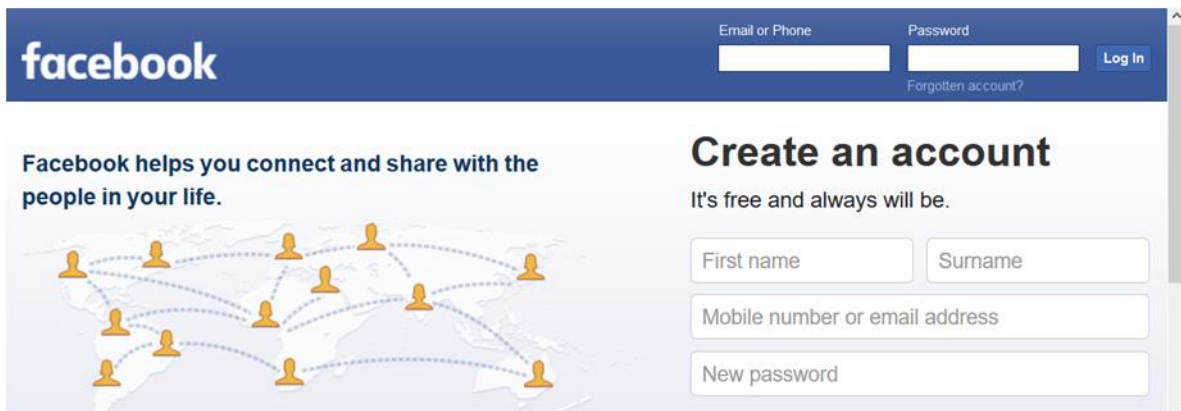 facebook
Email or Phone
Password
Log In
Forgotten account?
Facebook helps you connect and share with the
people in your life.
Create an account
It's free and always will be.
First name
Surname
Mobile number or email address
New password